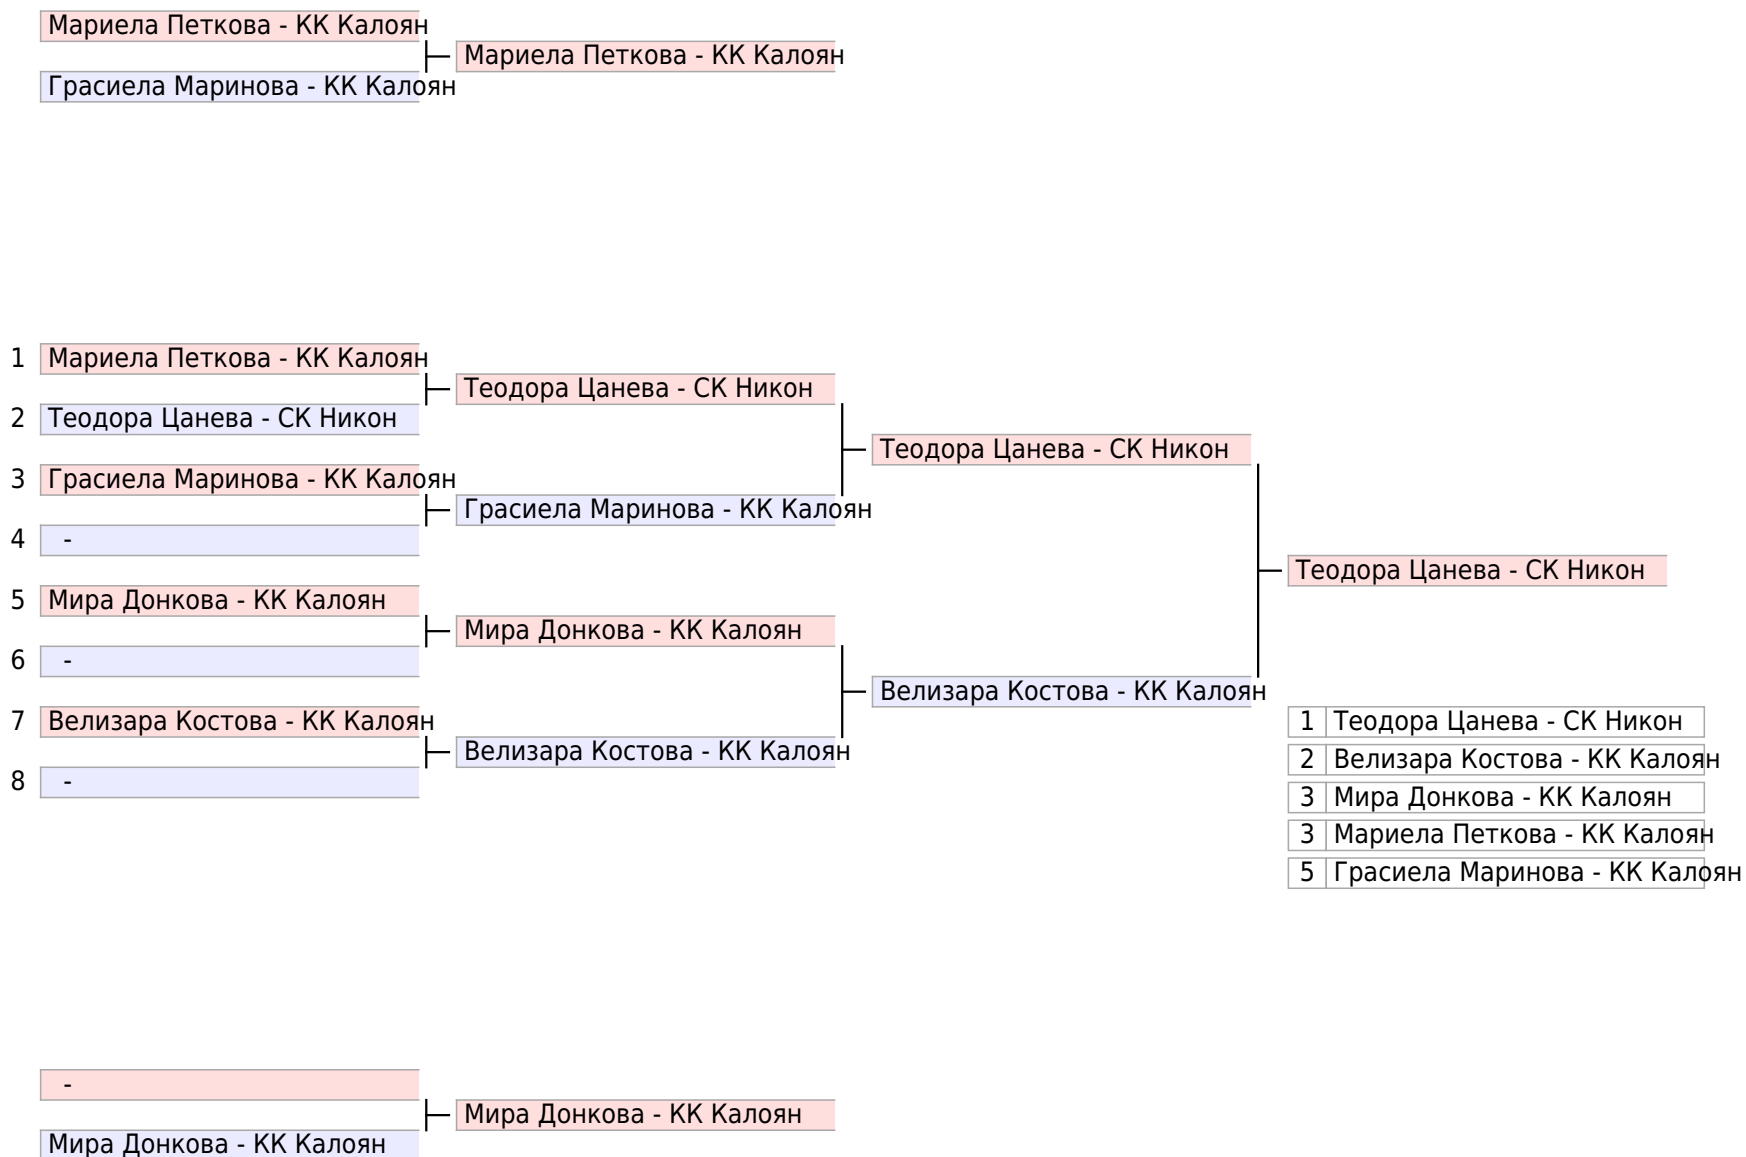 Мариела Петкова - КК Калоян
Мариела Петкова - КК Калоян
Грасиела Маринова - КК Калоян
1 Мариела Петкова - КК Калоян
Теодора Цанева - СК Никон
2 Теодора Цанева - СК Никон
Теодора Цанева - СК Никон
3 Грасиела Маринова - КК Калоян
Грасиела Маринова - КК Калоян
4 -
Теодора Цанева - СК Никон
5 Мира Донкова - КК Калоян
Мира Донкова - КК Калоян
6 -
Велизара Костова - КК Калоян
7 Велизара Костова - КК Калоян
Велизара Костова - КК Калоян
8 -
1 Теодора Цанева - СК Никон
2 Велизара Костова - КК Калоян
3 Мира Донкова - КК Калоян
3 Мариела Петкова - КК Калоян
5 Грасиела Маринова - КК Калоян
-
Мира Донкова - КК Калоян
Мира Донкова - КК Калоян